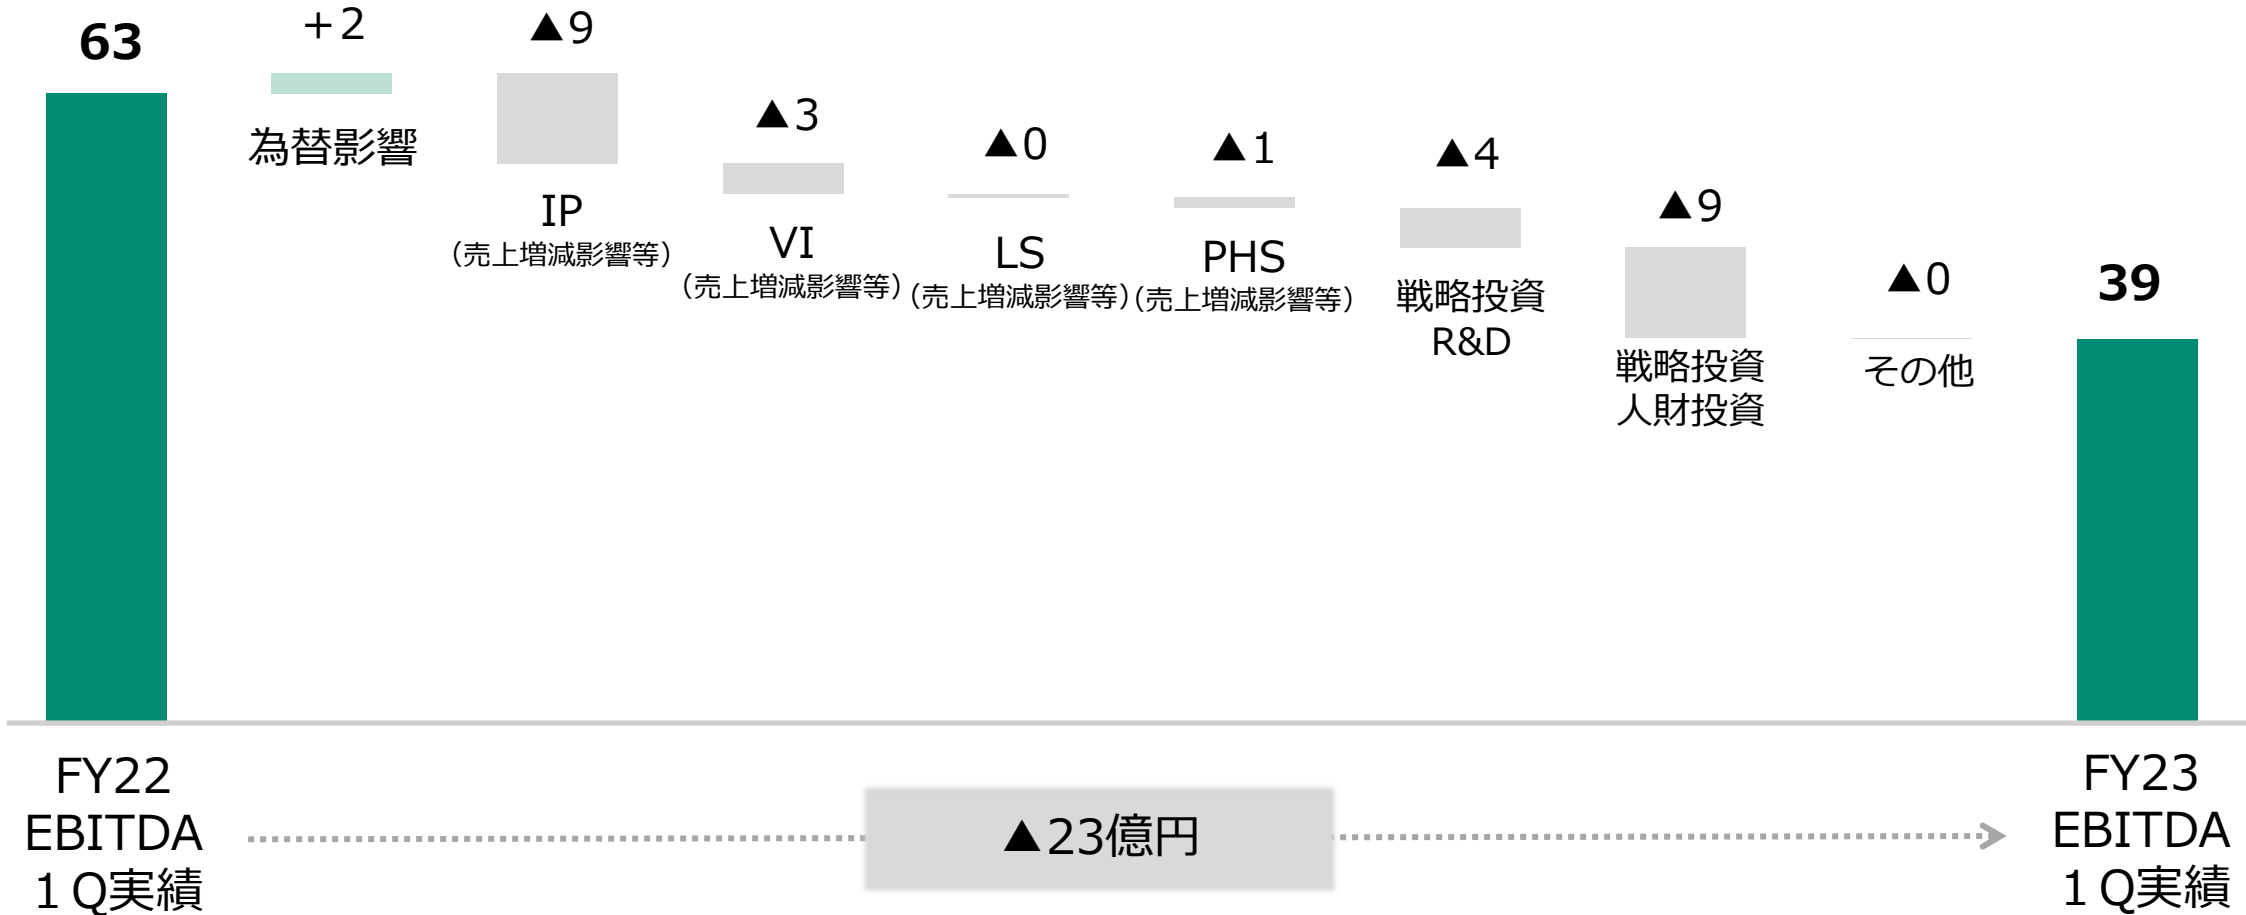 63
+2
為替影響
▲9
IP
(売上増減影響等)
▲3
VI
(売上増減影響等)
▲0
LS
(売上増減影響等)
▲1
PHS
(売上増減影響等)
▲4
戦略投資
R&D
▲9
戦略投資
人財投資
▲0
その他
39
FY22
EBITDA
1Q実績
▲23億円
FY23
EBITDA
1Q実績